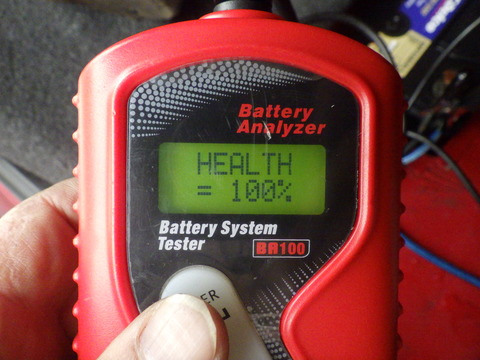 Battery
Analyzer
HEALTH
= 100%
Battery System
Tester
BA100